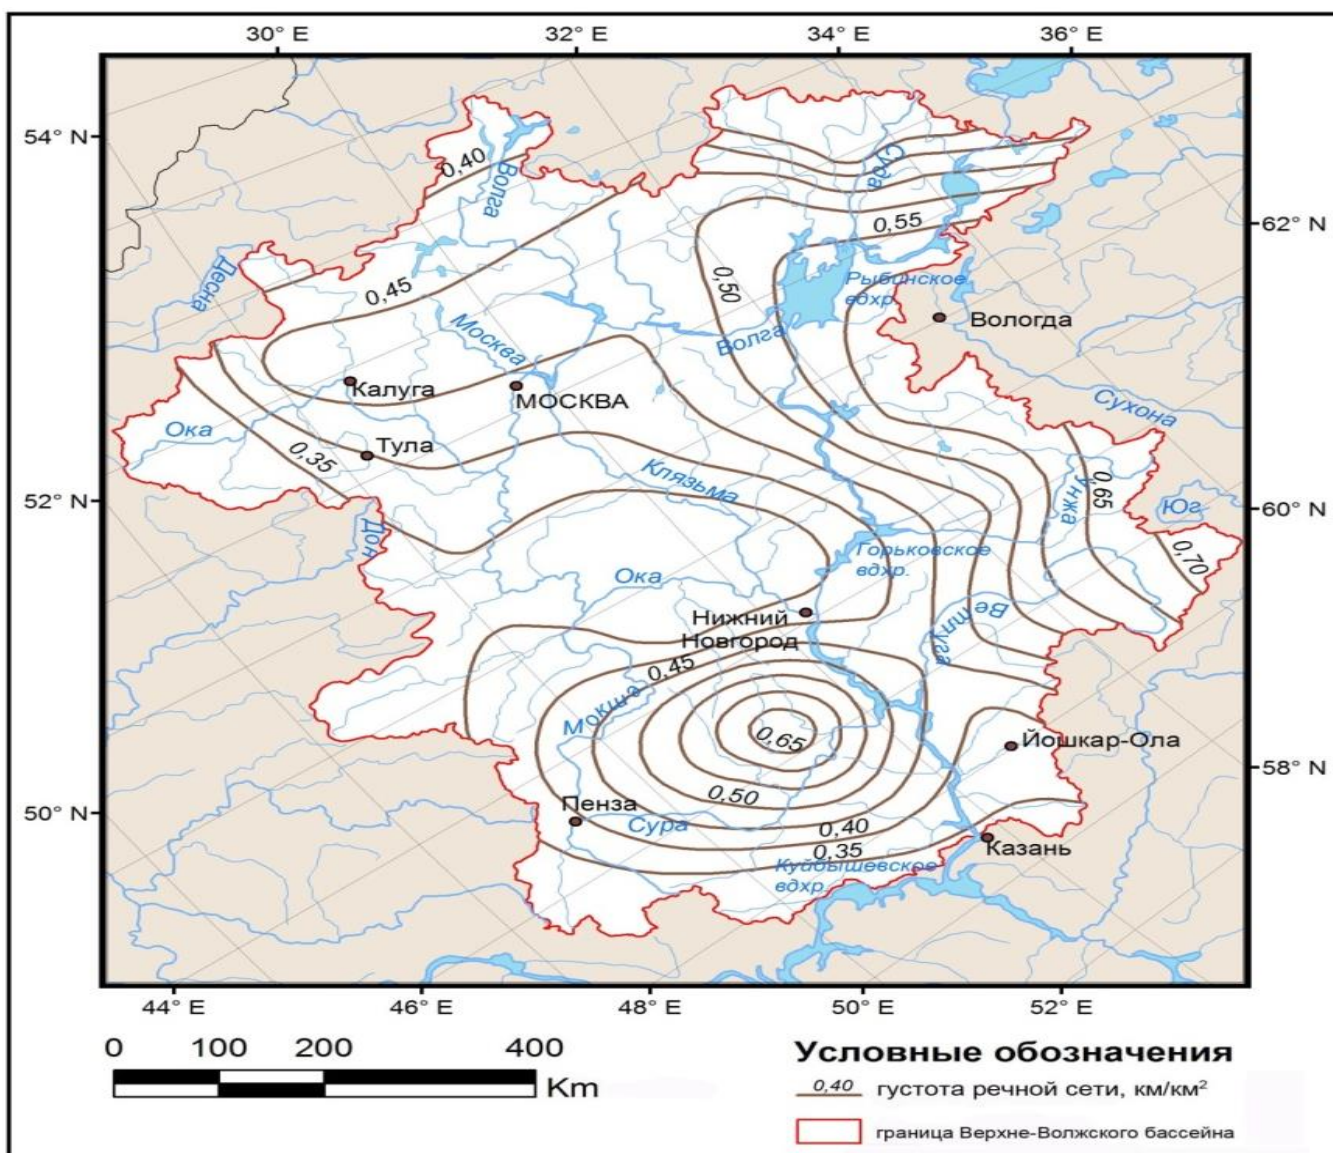 30° E 32° E 34° E 36° E
54° N
0,40
Волга
Суда
0,55
62° N
Десна
0,45
0,50
Рыбинское
вдхр.
Москва
Волга
Вологда
Калуга
МОСКВА
Сухона
Ока
Тула
0,35
Клязьма
Унжа
0,65
52° N
Дон
Юг
60° N
Горьковское
вдхр.
0,70
Ока
Ветлуга
Нижний
Новгород
0,45
Мокша
0,65
Йошкар-Ола
58° N
0,50
50° N
Пенза
Сура
0,40
0,35
Казань
Куйбышевское
вдхр.
44° E 46° E 48° E 50° E 52° E
0 100 200 400
Km
Условные обозначения
0,40 густота речной сети, км/км²
граница Верхне-Волжского бассейна